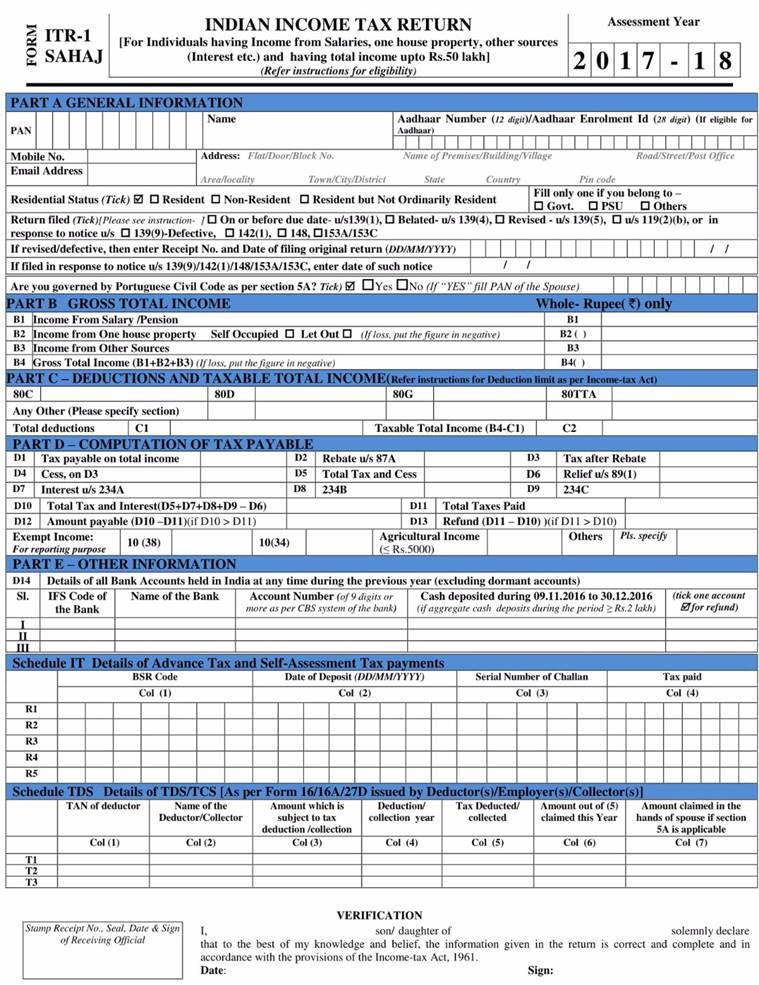 FORM
ITR-1
SAHAJ
INDIAN INCOME TAX RETURN
[For Individuals having Income from Salaries, one house property, other sources
(Interest etc.) and having total income upto Rs.50 lakh]
(Refer instructions for eligibility)
Assessment Year
2 0 1 7 - 1 8
PART A GENERAL INFORMATION
PAN
Name
Aadhaar Number (12 digit)/Aadhaar Enrolment Id (28 digit) (If eligible for
Aadhaar)
Mobile No.
Email Address
Address: Flat/Door/Block No. Name of Premises/Building/Village Road/Street/Post Office
Area/locality Town/City/District State Country Pin code
Residential Status (Tick) ☑ ☐ Resident ☐ Non-Resident ☐ Resident but Not Ordinarily Resident
Fill only one if you belong to –
☐ Govt. ☐ PSU ☐ Others
Return filed (Tick)[Please see instruction- ] ☐ On or before due date- u/s139(1), ☐ Belated- u/s 139(4), ☐ Revised - u/s 139(5), ☐ u/s 119(2)(b), or in
response to notice u/s ☐ 139(9)-Defective, ☐ 142(1), ☐ 148, ☐153A/153C
If revised/defective, then enter Receipt No. and Date of filing original return (DD/MM/YYYY) / /
If filed in response to notice u/s 139(9)/142(1)/148/153A/153C, enter date of such notice / /
Are you governed by Portuguese Civil Code as per section 5A? Tick) ☑ ☐Yes ☐No (If “YES” fill PAN of the Spouse)
PART B GROSS TOTAL INCOME Whole- Rupee( ₹) only
B1 Income From Salary /Pension B1
B2 Income from One house property Self Occupied ☐ Let Out ☐ (If loss, put the figure in negative) B2 ( )
B3 Income from Other Sources B3
B4 Gross Total Income (B1+B2+B3) (If loss, put the figure in negative) B4( )
PART C – DEDUCTIONS AND TAXABLE TOTAL INCOME(Refer instructions for Deduction limit as per Income-tax Act)
80C 80D 80G 80TTA
Any Other (Please specify section)
Total deductions C1 Taxable Total Income (B4-C1) C2
PART D – COMPUTATION OF TAX PAYABLE
D1 Tax payable on total income D2 Rebate u/s 87A D3 Tax after Rebate
D4 Cess, on D3 D5 Total Tax and Cess D6 Relief u/s 89(1)
D7 Interest u/s 234A D8 234B D9 234C
D10 Total Tax and Interest(D5+D7+D8+D9 – D6) D11 Total Taxes Paid
D12 Amount payable (D10 –D11)(if D10 > D11) D13 Refund (D11 – D10) )(if D11 > D10)
Exempt Income:
For reporting purpose
10 (38)
10(34)
Agricultural Income
(≤ Rs.5000)
Others
Pls. specify
PART E – OTHER INFORMATION
D14 Details of all Bank Accounts held in India at any time during the previous year (excluding dormant accounts)
Sl.
IFS Code of
the Bank
Name of the Bank
Account Number (of 9 digits or
more as per CBS system of the bank)
Cash deposited during 09.11.2016 to 30.12.2016
(if aggregate cash deposits during the period ≥ Rs.2 lakh)
(tick one account
☑ for refund)
I
II
III
Schedule IT Details of Advance Tax and Self-Assessment Tax payments
BSR Code Date of Deposit (DD/MM/YYYY) Serial Number of Challan Tax paid
Col (1) Col (2) Col (3) Col (4)
R1
R2
R3
R4
R5
Schedule TDS Details of TDS/TCS [As per Form 16/16A/27D issued by Deductor(s)/Employer(s)/Collector(s)]
TAN of deductor
Name of the
Deductor/Collector
Amount which is
subject to tax
deduction /collection
Deduction/
collection year
Tax Deducted/
collected
Amount out of (5)
claimed this Year
Amount claimed in the
hands of spouse if section
5A is applicable
Col (1) Col (2) Col (3) Col (4) Col (5) Col (6) Col (7)
T1
T2
T3
Stamp Receipt No., Seal, Date & Sign
of Receiving Official
VERIFICATION
I, son/ daughter of solemnly declare
that to the best of my knowledge and belief, the information given in the return is correct and complete and in
accordance with the provisions of the Income-tax Act, 1961.
Date: Sign: